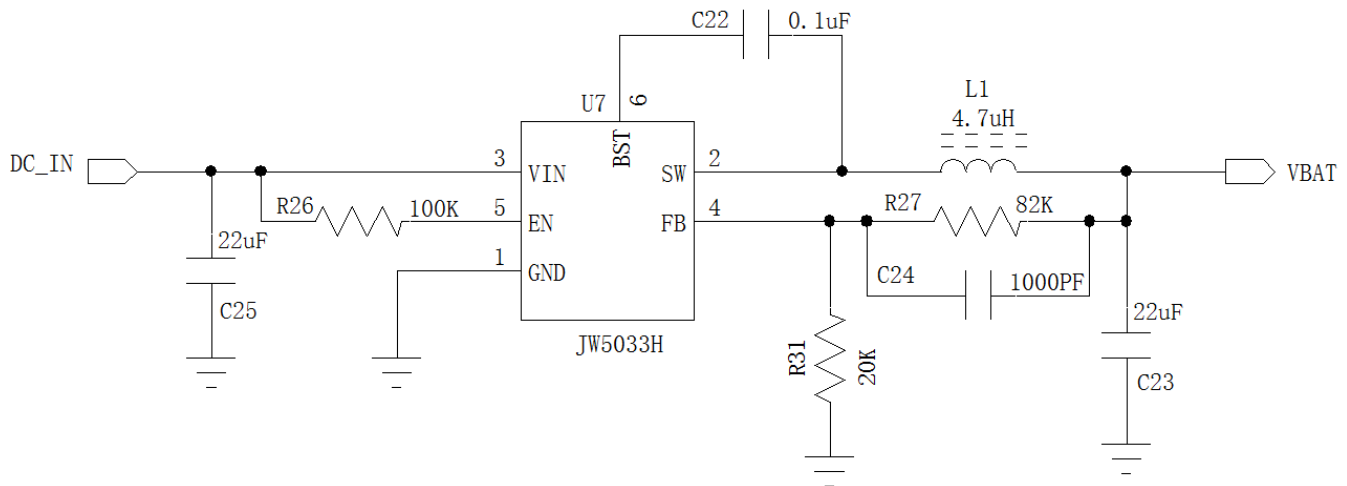 C22 0.1uF
U7 6
L1
4.7uH
BST
DC_IN 3 VIN SW 2 VBAT
R26 100K 5 EN FB 4 R27 82K
22uF
1 GND C24 1000PF
C25 22uF
JW5033H
R31 20K C23